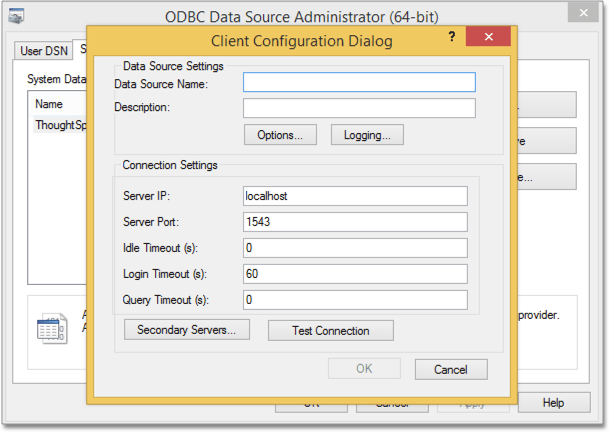 ODBC Data Source Administrator (64-bit)
Client Configuration Dialog
?
User DSN
System Data
Name
ThoughtSp
Data Source Settings
Data Source Name:
Description:
Options...
Logging...
Connection Settings
Server IP:
localhost
Server Port:
1543
Idle Timeout (s):
0
Login Timeout (s):
60
Query Timeout (s):
0
Secondary Servers...
Test Connection
provider.
OK
Cancel
Help